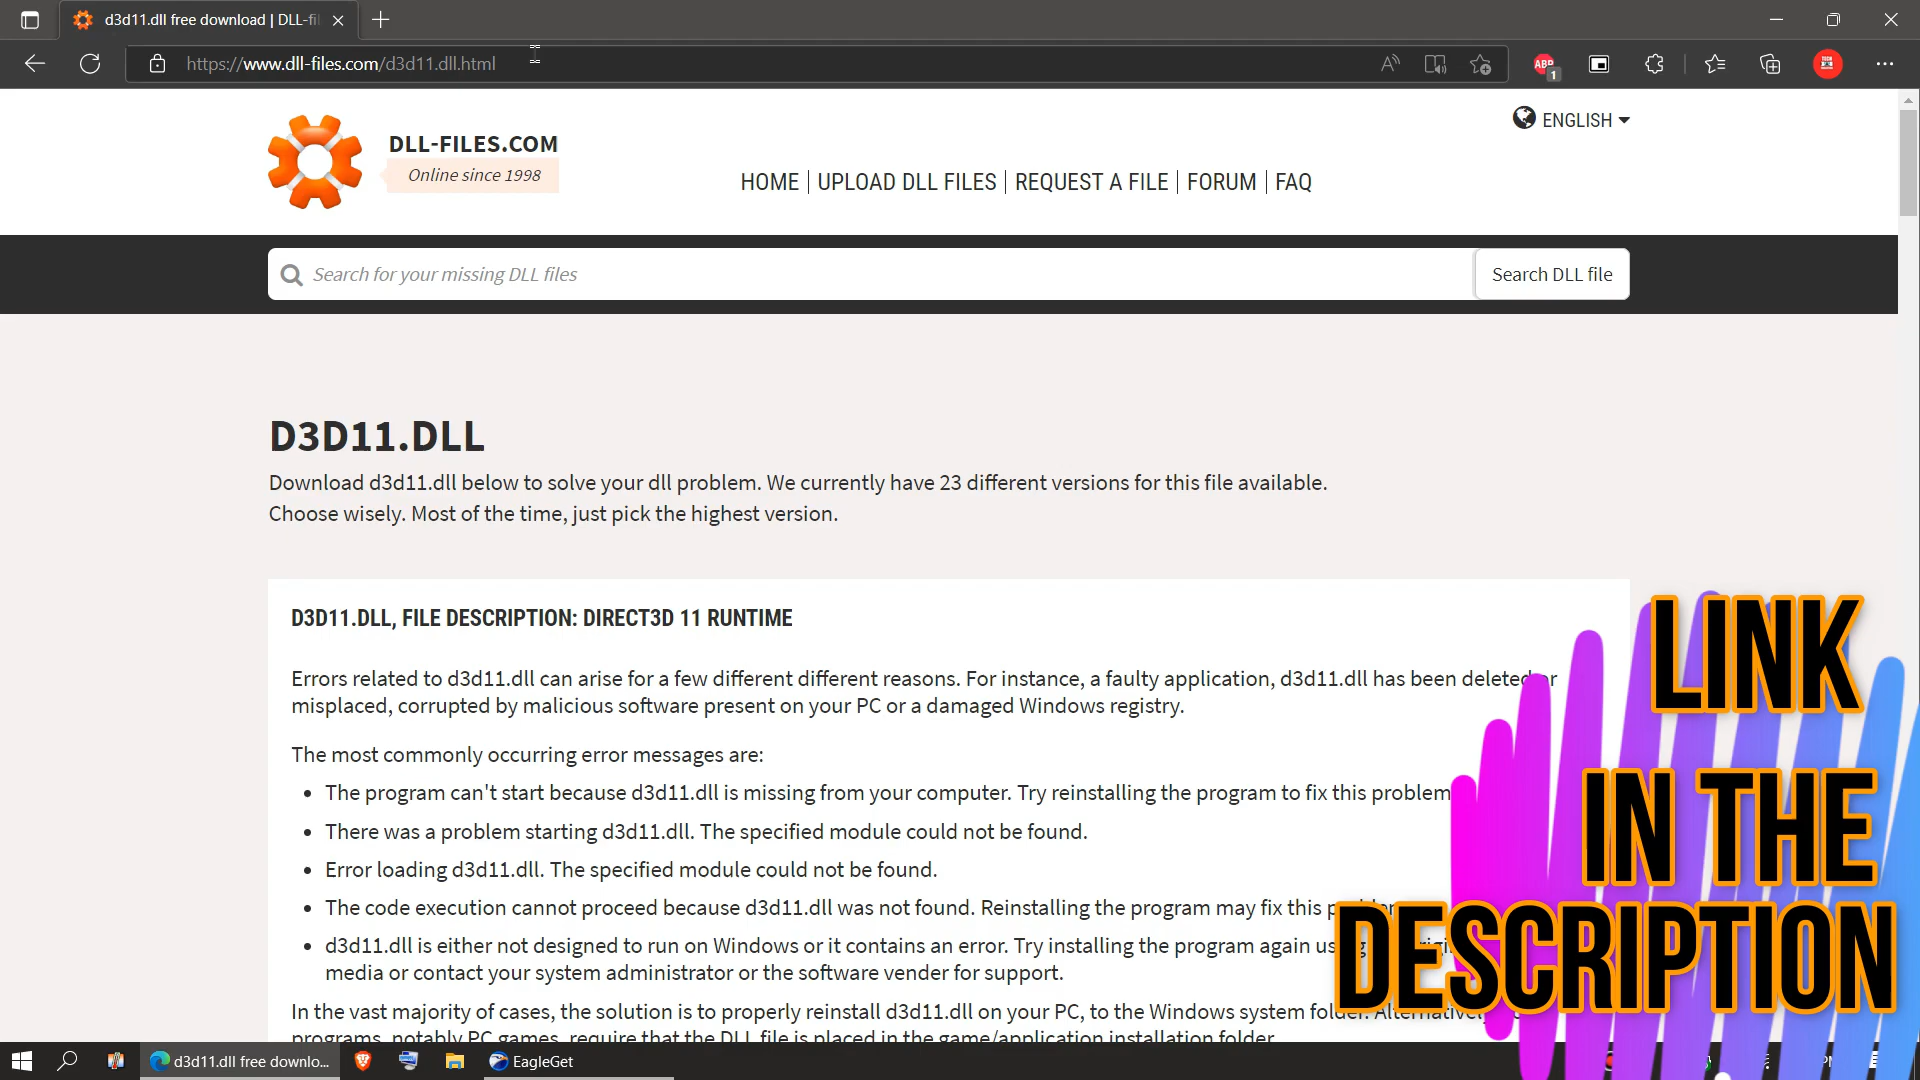 d3d11.dll free download | DLL-fil
https://www.dll-files.com/d3d11.dll.html
ABP
1
DLL-FILES.COM
Online since 1998
ENGLISH
HOME | UPLOAD DLL FILES | REQUEST A FILE | FORUM | FAQ
Search for your missing DLL files
Search DLL file
D3D11.DLL
Download d3d11.dll below to solve your dll problem. We currently have 23 different versions for this file available.
Choose wisely. Most of the time, just pick the highest version.
D3D11.DLL, FILE DESCRIPTION: DIRECT3D 11 RUNTIME
Errors related to d3d11.dll can arise for a few different different reasons. For instance, a faulty application, d3d11.dll has been deleted or
misplaced, corrupted by malicious software present on your PC or a damaged Windows registry.
The most commonly occurring error messages are:
• The program can't start because d3d11.dll is missing from your computer. Try reinstalling the program to fix this problem
• There was a problem starting d3d11.dll. The specified module could not be found.
• Error loading d3d11.dll. The specified module could not be found.
• The code execution cannot proceed because d3d11.dll was not found. Reinstalling the program may fix this
• d3d11.dll is either not designed to run on Windows or it contains an error. Try installing the program again
media or contact your system administrator or the software vender for support.
In the vast majority of cases, the solution is to properly reinstall d3d11.dll on your PC, to the Windows system folder. Alternatively
programs, notably PC games, require that the DLL file is placed in the game/application installation folder.
LINK
IN THE
DESCRIPTION
d3d11.dll free downlo...
EagleGet